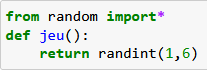 from random import*
def jeu():
    return randint(1,6)